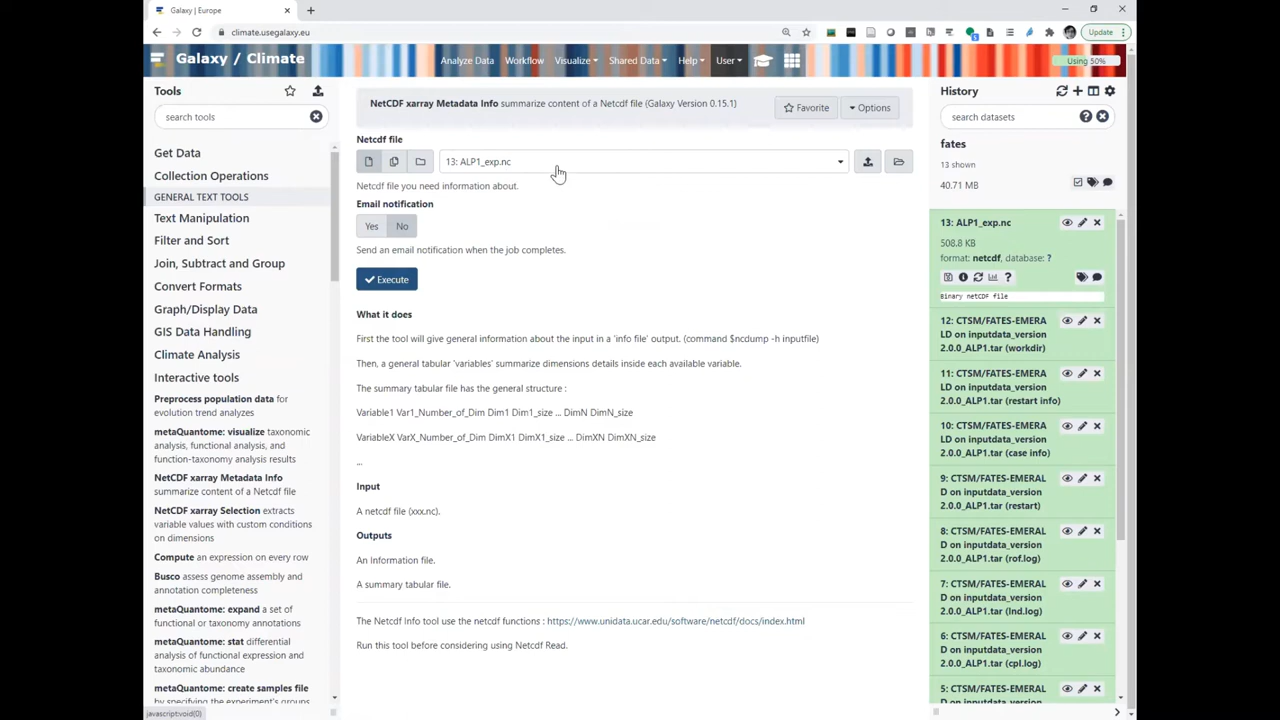 Galaxy | Europe
climate.usegalaxy.eu
Update
Galaxy / Climate
Analyze Data
Workflow
Visualize
Shared Data
Help
User
Using 50%
Tools
search tools
Get Data
Collection Operations
GENERAL TEXT TOOLS
Text Manipulation
Filter and Sort
Join, Subtract and Group
Convert Formats
Graph/Display Data
GIS Data Handling
Climate Analysis
Interactive tools
Preprocess population data for
evolution trend analyzes
metaQuantome: visualize taxonomic
analysis, functional analysis, and
function-taxonomy analysis results
NetCDF xarray Metadata Info
summarize content of a Netcdf file
NetCDF xarray Selection extracts
variable values with custom conditions
on dimensions
Compute an expression on every row
Busco assess genome assembly and
annotation completeness
metaQuantome: expand a set of
functional or taxonomy annotations
metaQuantome: stat differential
analysis of functional expression and
taxonomic abundance
metaQuantome: create samples file
by specifying the experiment's groups
javascript:void(0)
NetCDF xarray Metadata Info summarize content of a Netcdf file (Galaxy Version 0.15.1)
Favorite
Options
Netcdf file
13: ALP1_exp.nc
Netcdf file you need information about.
Email notification
Yes No
Send an email notification when the job completes.
Execute
What it does
First the tool will give general information about the input in a 'info file' output. (command $ncdump -h inputfile)
Then, a general tabular 'variables' summarize dimensions details inside each available variable.
The summary tabular file has the general structure :
Variable1 Var1_Number_of_Dim Dim1 Dim1_size ... DimN DimN_size
VariableX VarX_Number_of_Dim DimX1 DimX1_size ... DimXN DimXN_size
...
Input
A netcdf file (xxx.nc).
Outputs
An Information file.
A summary tabular file.
The Netcdf Info tool use the netcdf functions : https://www.unidata.ucar.edu/software/netcdf/docs/index.html
Run this tool before considering using Netcdf Read.
History
search datasets
fates
13 shown
40.71 MB
13: ALP1_exp.nc
508.8 KB
format: netcdf, database: ?
Binary netCDF file
12: CTSM/FATES-EMERA
LD on inputdata_version
2.0.0_ALP1.tar (workdir)
11: CTSM/FATES-EMERA
LD on inputdata_version
2.0.0_ALP1.tar (restart info)
10: CTSM/FATES-EMERA
LD on inputdata_version
2.0.0_ALP1.tar (case info)
9: CTSM/FATES-EMERAL
D on inputdata_version
2.0.0_ALP1.tar (restart)
8: CTSM/FATES-EMERAL
D on inputdata_version
2.0.0_ALP1.tar (rof.log)
7: CTSM/FATES-EMERAL
D on inputdata_version
2.0.0_ALP1.tar (lnd.log)
6: CTSM/FATES-EMERAL
D on inputdata_version
2.0.0_ALP1.tar (cpl.log)
5: CTSM/FATES-EMERAL